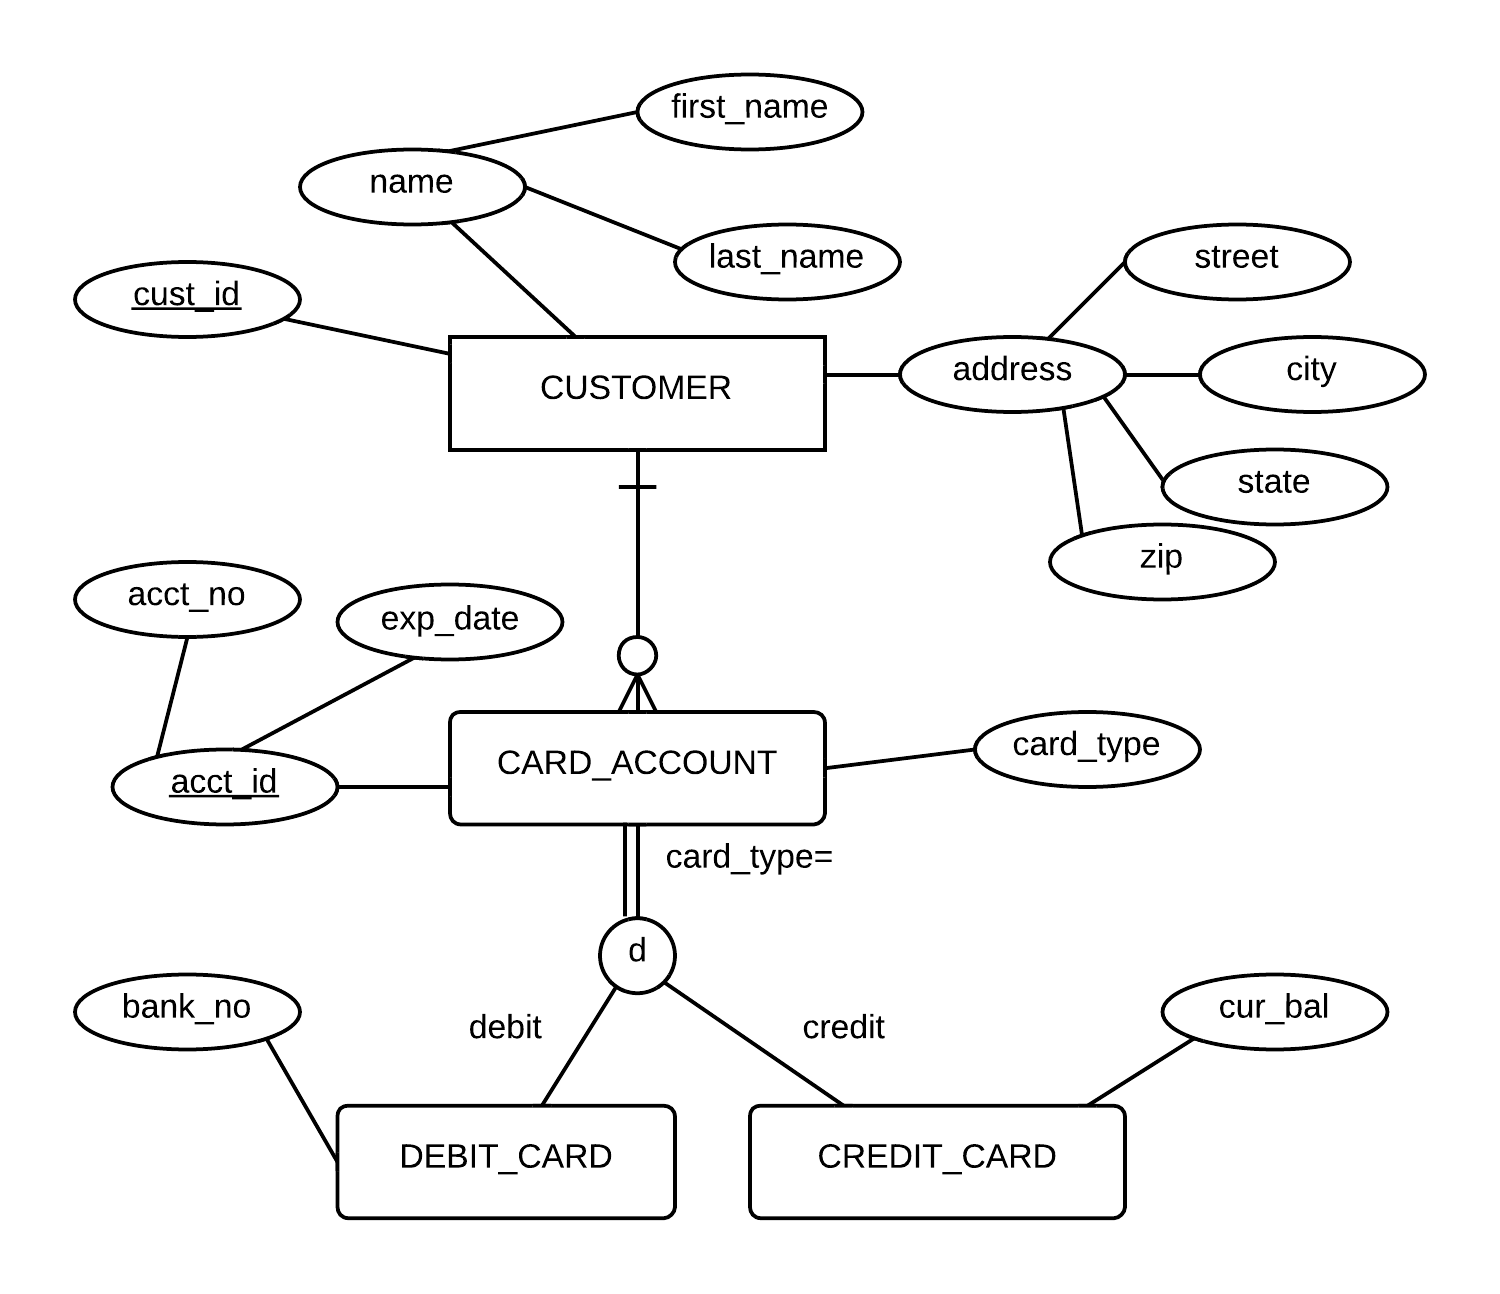 first_name
name
last_name
street
cust_id
address
city
CUSTOMER
state
zip
acct_no
exp_date
card_type
CARD_ACCOUNT
acct_id
card_type=
d
bank_no
debit
credit
cur_bal
DEBIT_CARD
CREDIT_CARD